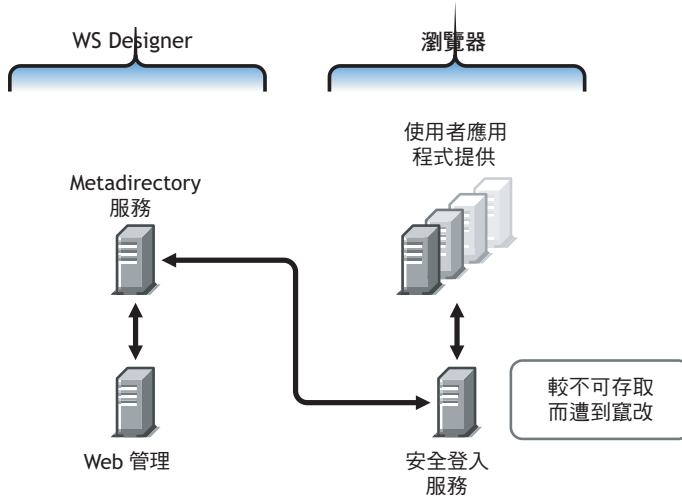 WS Designer
瀏覽器
使用者應用
程式提供
Metadirectory
服務
較不可存取
而遭到竄改
Web 管理
安全登入
服務